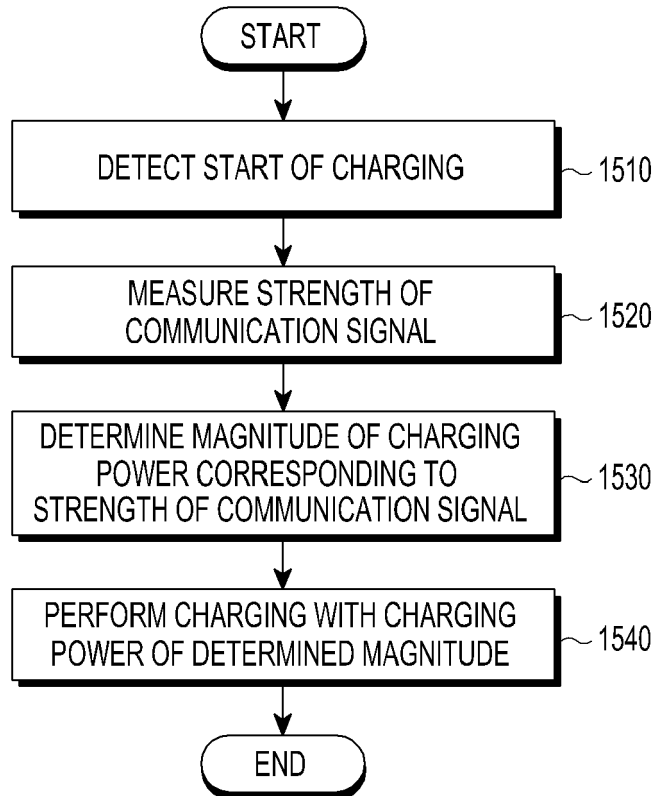 START
DETECT START OF CHARGING
1510
MEASURE STRENGTH OF
COMMUNICATION SIGNAL
1520
DETERMINE MAGNITUDE OF CHARGING
POWER CORRESPONDING TO
STRENGTH OF COMMUNICATION SIGNAL
1530
PERFORM CHARGING WITH CHARGING
POWER OF DETERMINED MAGNITUDE
1540
END